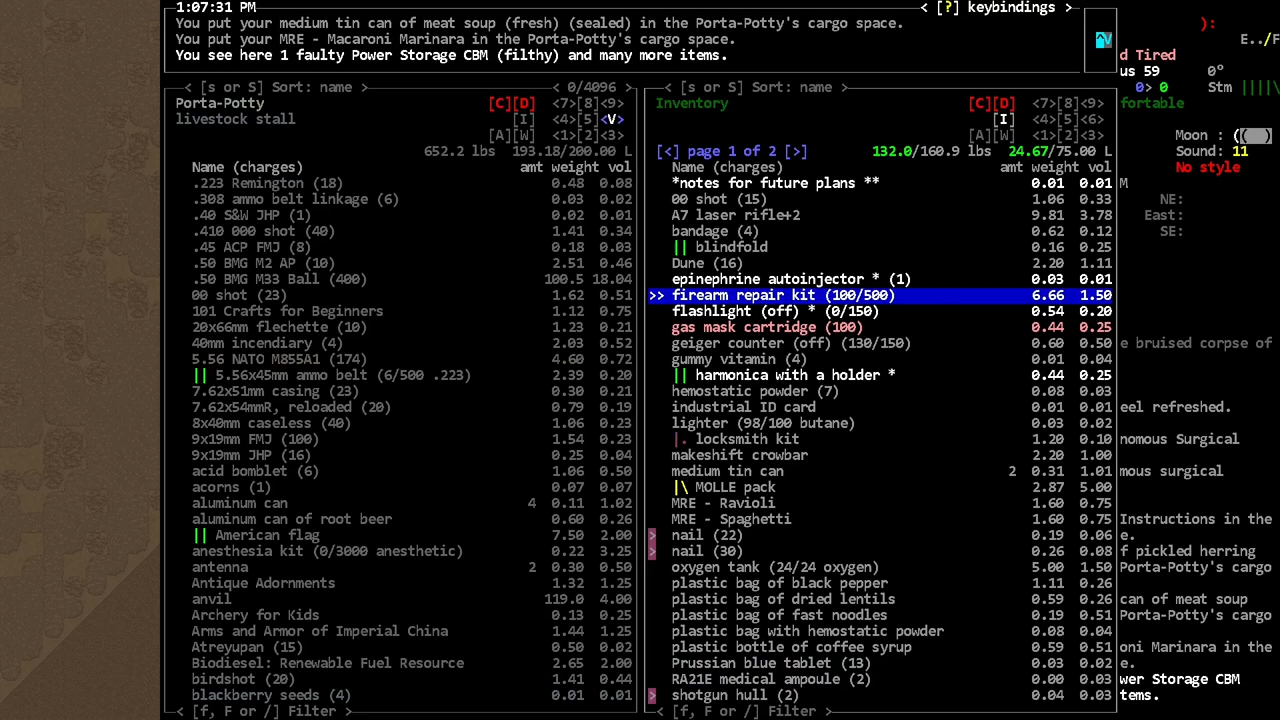 1:07:31 PM < [?] keybindings >
You put your medium tin can of meat soup (fresh) (sealed) in the Porta-Potty's cargo space.
You put your MRE - Macaroni Marinara in the Porta-Potty's cargo space.
You see here 1 faulty Power Storage CBM (filthy) and many more items.
^V
< [s or S] Sort: name > < 0/4096 >
Porta-Potty [C][D] <7>[8]<9>
livestock stall [I] <4>[5]<V>
[A][W] <1>[2]<3>
652.2 lbs 193.18/200.00 L
Name (charges) amt weight vol
.223 Remington (18) 0.48 0.08
.308 ammo belt linkage (6) 0.03 0.02
.40 S&W JHP (1) 0.02 0.01
.410 000 shot (40) 1.41 0.34
.45 ACP FMJ (8) 0.18 0.03
.50 BMG M2 AP (10) 2.51 0.46
.50 BMG M33 Ball (400) 100.5 18.04
00 shot (23) 1.62 0.51
101 Crafts for Beginners 1.12 0.75
20x66mm flechette (10) 1.23 0.21
40mm incendiary (4) 2.03 0.52
5.56 NATO M855A1 (174) 4.60 0.72
|| 5.56x45mm ammo belt (6/500 .223) 2.39 0.20
7.62x51mm casing (23) 0.30 0.21
7.62x54mmR, reloaded (20) 0.79 0.19
8x40mm caseless (40) 1.06 0.23
9x19mm FMJ (100) 1.54 0.23
9x19mm JHP (16) 0.25 0.04
acid bomblet (6) 1.06 0.50
acorns (1) 0.07 0.07
aluminum can 4 0.11 1.02
aluminum can of root beer 0.60 0.26
|| American flag 7.50 2.00
anesthesia kit (0/3000 anesthetic) 0.22 3.25
antenna 2 0.30 0.50
Antique Adornments 1.32 1.25
anvil 119.0 4.00
Archery for Kids 0.13 0.25
Arms and Armor of Imperial China 1.44 1.25
Atreyupan (15) 0.50 0.02
Biodiesel: Renewable Fuel Resource 2.65 2.00
birdshot (20) 1.41 0.44
blackberry seeds (4) 0.01 0.01
< [f, F or /] Filter >
< [s or S] Sort: name >
Inventory [C][D] <7>[8]<9>
[I] <4>[5]<6>
[A][W] <1>[2]<3>
[<] page 1 of 2 [>] 132.0/160.9 lbs 24.67/75.00 L
Name (charges) amt weight vol
*notes for future plans ** 0.01 0.01
00 shot (15) 1.06 0.33
A7 laser rifle+2 9.81 3.78
bandage (4) 0.62 0.12
|| blindfold 0.16 0.25
Dune (16) 2.20 1.11
epinephrine autoinjector * (1) 0.03 0.01
>> firearm repair kit (100/500) 6.66 1.50
flashlight (off) * (0/150) 0.54 0.20
gas mask cartridge (100) 0.44 0.25
geiger counter (off) (130/150) 0.60 0.50
gummy vitamin (4) 0.01 0.04
|| harmonica with a holder * 0.44 0.25
hemostatic powder (7) 0.08 0.03
industrial ID card 0.01 0.01
lighter (98/100 butane) 0.03 0.02
|. locksmith kit 1.20 0.10
makeshift crowbar 2.20 1.00
medium tin can 2 0.31 1.01
|\ MOLLE pack 2.87 5.00
MRE - Ravioli 1.60 0.75
MRE - Spaghetti 1.60 0.75
> nail (22) 0.19 0.06
> nail (30) 0.26 0.08
oxygen tank (24/24 oxygen) 5.00 1.50
plastic bag of black pepper 1.11 0.26
plastic bag of dried lentils 0.59 0.26
plastic bag of fast noodles 0.19 0.51
plastic bag with hemostatic powder 0.08 0.04
plastic bottle of coffee syrup 0.59 0.51
Prussian blue tablet (13) 0.03 0.02
RA21E medical ampoule (2) 0.00 0.03
> shotgun hull (2) 0.04 0.03
< [f, F or /] Filter >
):
E../F
d Tired
us 59 0°
0> 0 Stm ||||\
fortable
Moon : ( )
Sound: 11
No style
M
NE:
East:
SE:
e bruised corpse of
eel refreshed.
nomous Surgical
mous surgical
Instructions in the
e.
f pickled herring
Porta-Potty's cargo
can of meat soup
Porta-Potty's cargo
oni Marinara in the
e.
wer Storage CBM
tems.